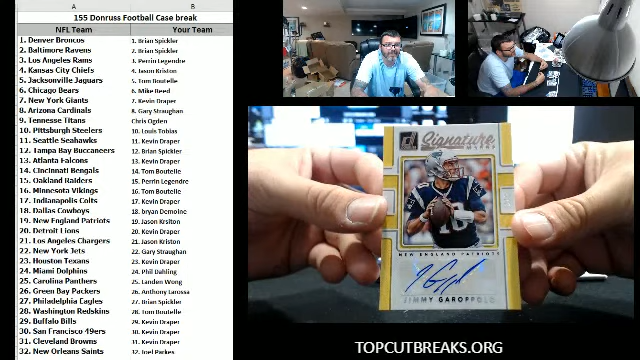 A B
155 Donruss Football Case break
NFL Team Your Team
1. Denver Broncos 1. Brian Spickler
2. Baltimore Ravens 2. Brian Spickler
3. Los Angeles Rams 3. Perrin Legendre
4. Kansas City Chiefs 4. Jason Kriston
5. Jacksonville Jaguars 5. Tom Boutelle
6. Chicago Bears 6. Mike Reed
7. New York Giants 7. Kevin Draper
8. Arizona Cardinals 8. Gary Straughan
9. Tennesse Titans Chris Ogden
10. Pittsburgh Steelers 10. Louis Tobias
11. Seattle Seahawks 11. Kevin Draper
12. Tampa Bay Buccaneers 12. Brian Spickler
13. Atlanta Falcons 13. Kevin Draper
14. Cincinnati Bengals 14. Tom Boutelle
15. Oakland Raiders 15. Perrin Legendre
16. Minnesota Vikings 16. Tom Boutelle
17. Indianapolis Colts 17. Kevin Draper
18. Dallas Cowboys 18. bryan Demoine
19. New England Patriots 19. Jason Krsiton
20. Detroit Lions 20. Kevin Draper
21. Los Angeles Chargers 21. Jason Kriston
22. New York Jets 22. Gary Straughan
23. Houston Texans 23. Kevin Draper
24. Miami Dolphins 24. Phil Dahling
25. Carolina Panthers 25. Landen Wong
26. Green Bay Packers 26. Anthony Larossa
27. Philadelphia Eagles 27. Brian Spickler
28. Washington Redskins 28. Tom Boutelle
29. Buffalo Bills 29. Kevin Draper
30. San Francisco 49ers 30. Kevin Draper
31. Cleveland Browns 31. Kevin Draper
32. New Orleans Saints 32. Joel Parkes
Signature
10
NEW ENGLAND PATRIOTS
JIMMY GAROPPOLO
TOPCUTBREAKS.ORG